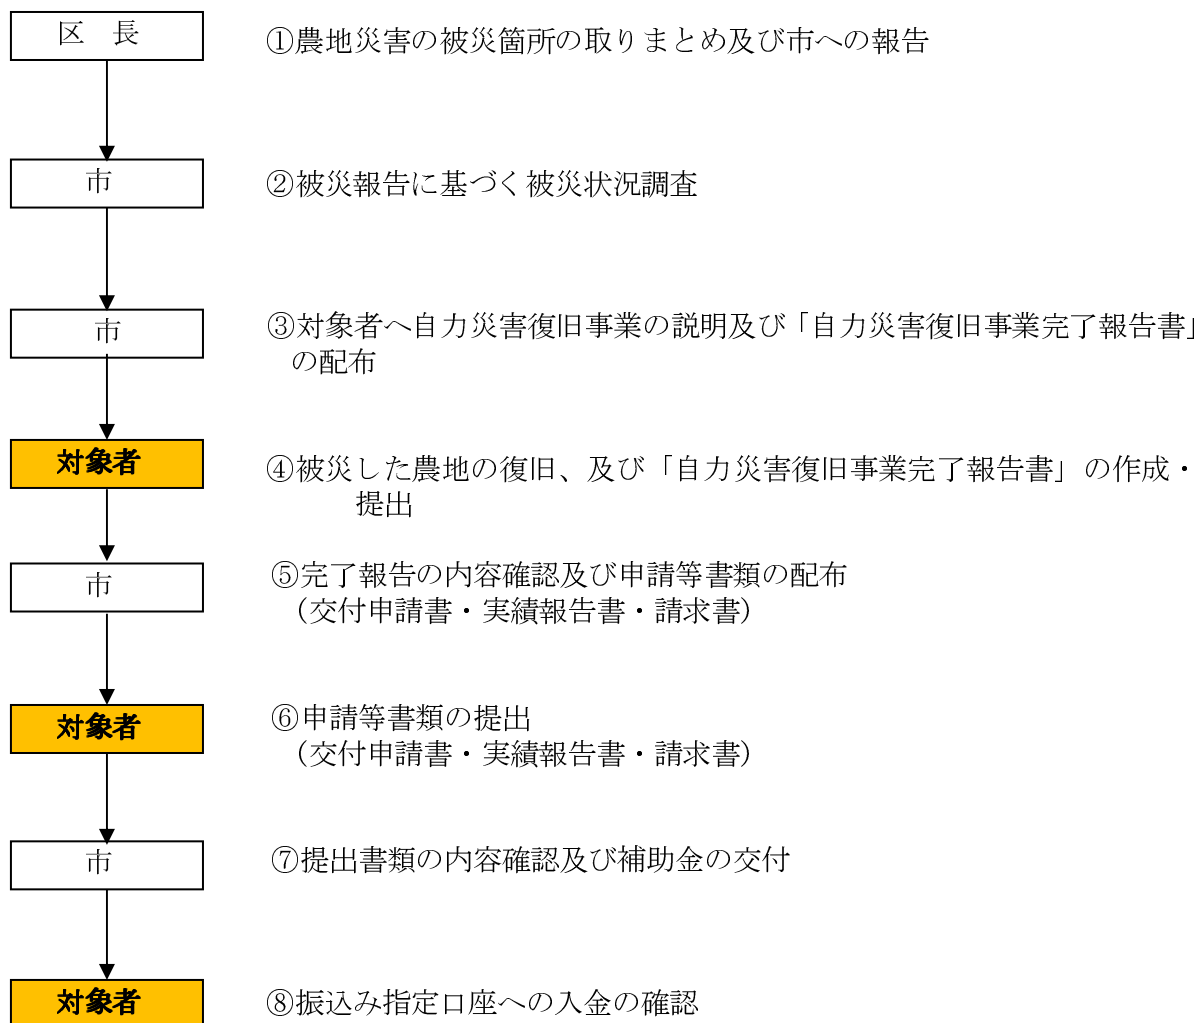 区　長
①農地災害の被災箇所の取りまとめ及び市への報告
市
②被災報告に基づく被災状況調査
市
③対象者へ自力災害復旧事業の説明及び「自力災害復旧事業完了報告書」
の配布
対象者
④被災した農地の復旧、及び「自力災害復旧事業完了報告書」の作成・
提出
市
⑤完了報告の内容確認及び申請等書類の配布
（交付申請書・実績報告書・請求書）
対象者
⑥申請等書類の提出
（交付申請書・実績報告書・請求書）
市
⑦提出書類の内容確認及び補助金の交付
対象者
⑧振込み指定口座への入金の確認